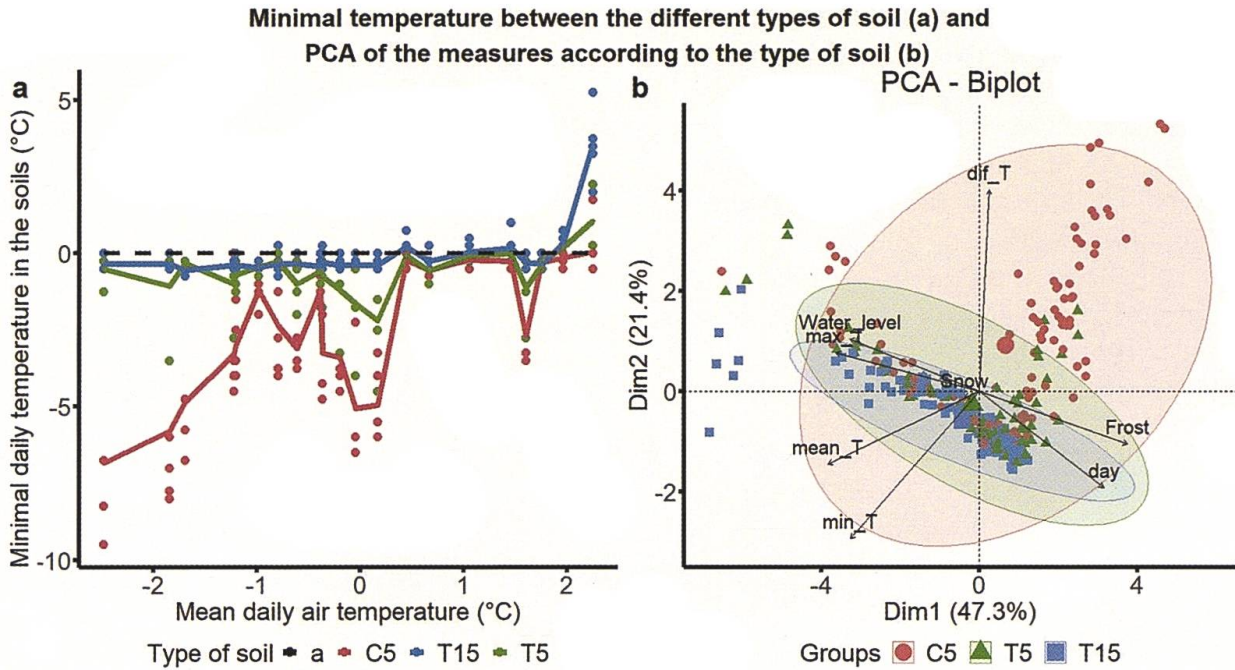 Minimal temperature between the different types of soil (a) and
PCA of the measures according to the type of soil (b)
a
Minimal daily temperature in the soils (°C)
5
0
-5
-10
-2
-1
0
1
2
Mean daily air temperature (°C)
Type of soil a C5 T15 T5
b
PCA - Biplot
Dim2 (21.4%)
4
2
0
-2
dif_T
Water_level
max_T
Snow
Frost
mean_T
day
min_T
-4
0
4
Dim1 (47.3%)
Groups C5 T5 T15